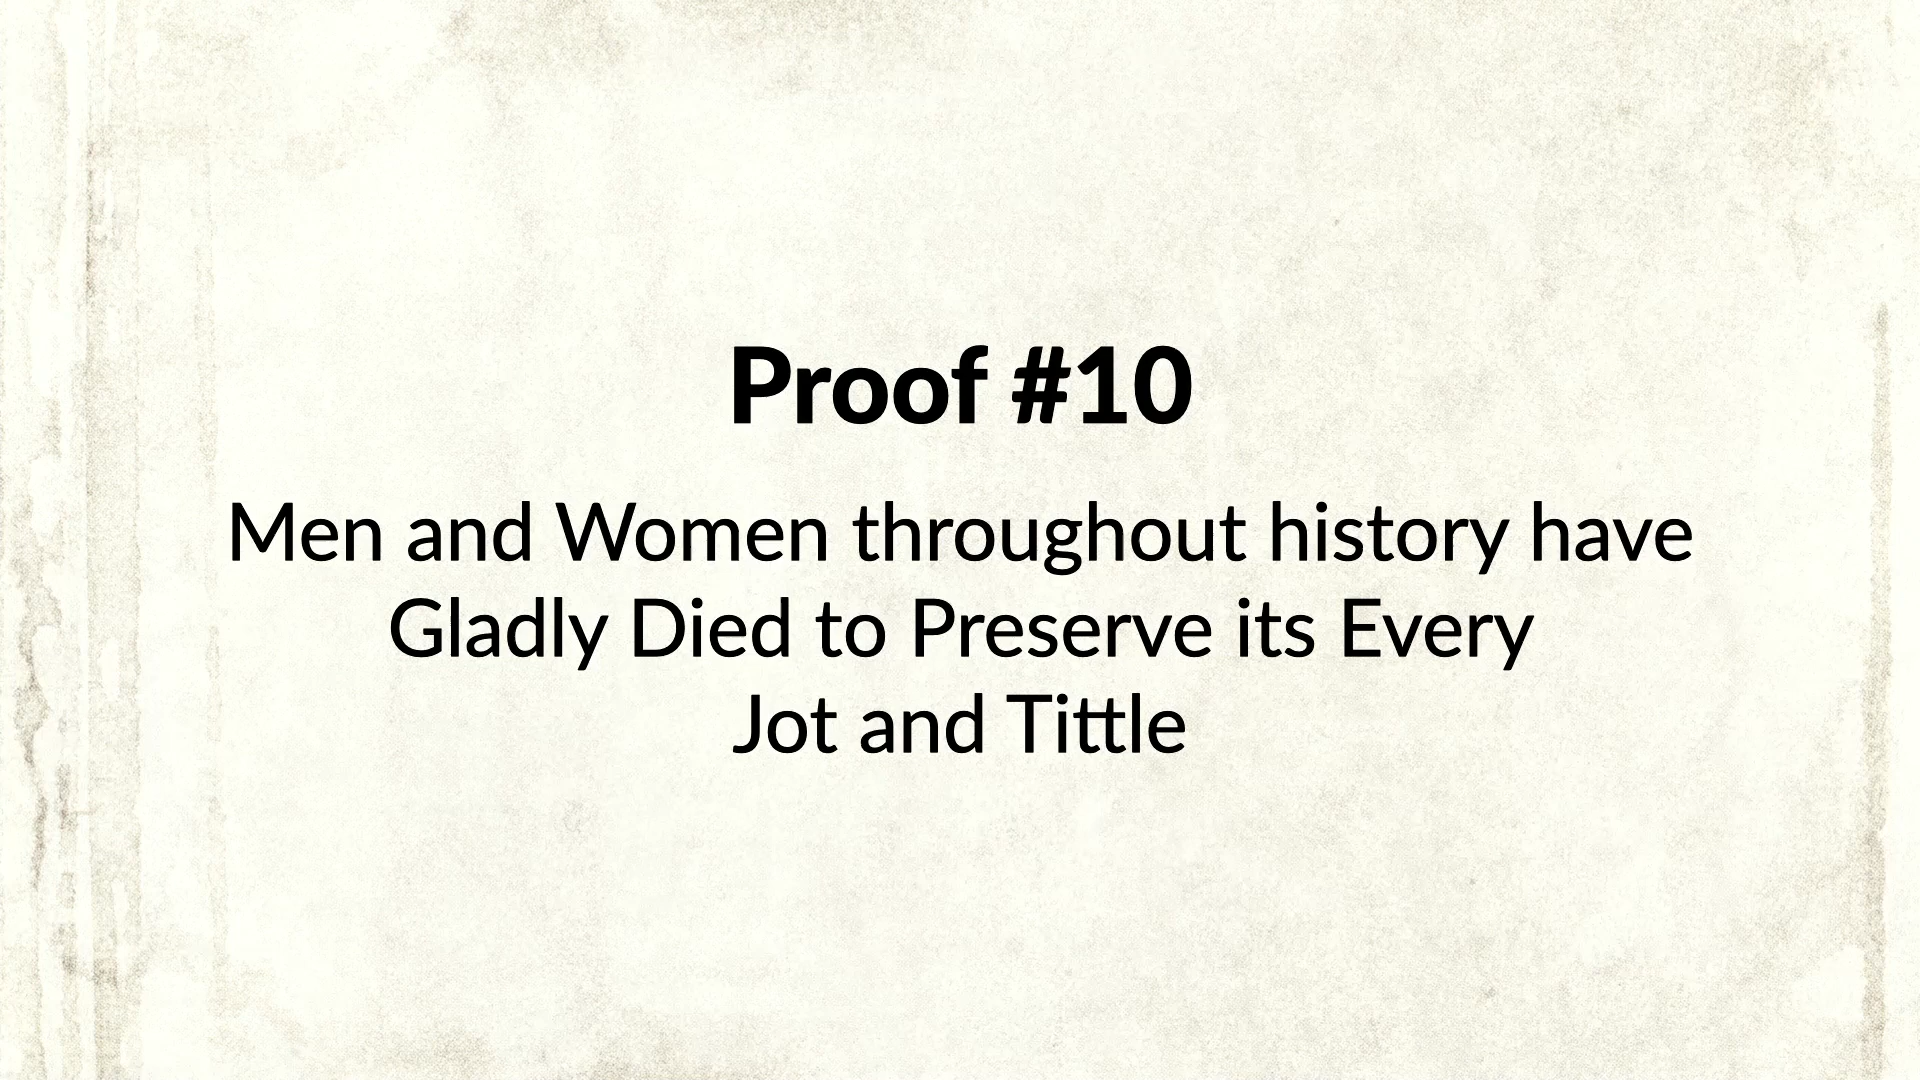 Proof #10
Men and Women throughout history have
Gladly Died to Preserve its Every
Jot and Tittle